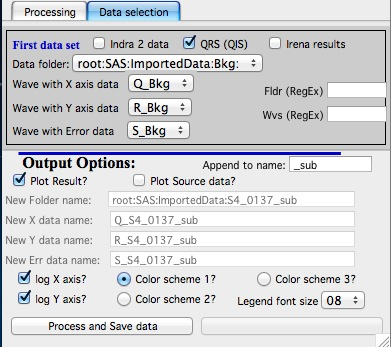 Processing Data selection
First data set Indra 2 data QRS (QIS) Irena results
Data folder: root:SAS:ImportedData:Bkg:
Wave with X axis data Q_Bkg Fldr (RegEx)
Wave with Y axis data R_Bkg Wvs (RegEx)
Wave with Error data S_Bkg
Output Options: Append to name: _sub
Plot Result? Plot Source data?
New Folder name: root:SAS:ImportedData:S4_0137_sub
New X data name: Q_S4_0137_sub
New Y data name: R_S4_0137_sub
New Err data name: S_S4_0137_sub
log X axis? Color scheme 1? Color scheme 3?
log Y axis? Color scheme 2? Legend font size 08
Process and Save data